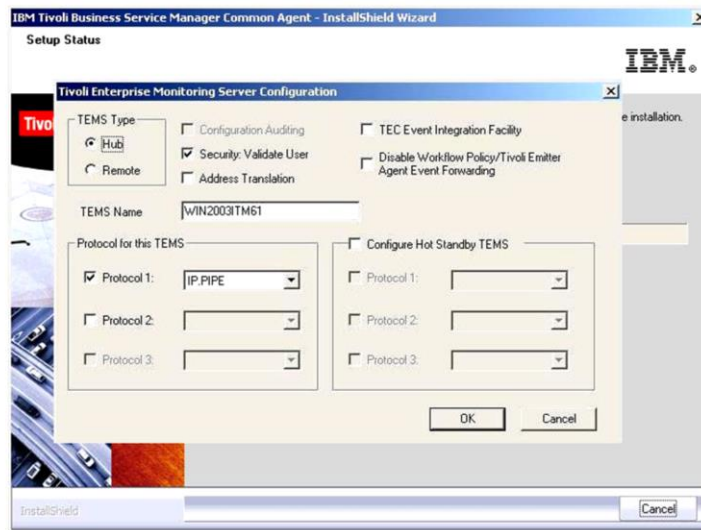 IBM Tivoli Business Service Manager Common Agent - InstallShield Wizard
Setup Status
IBM®
Tivoli Enterprise Monitoring Server Configuration
Tivo
e installation.
TEMS Type
Hub
Remote
Configuration Auditing
Security: Validate User
Address Translation
TEC Event Integration Facility
Disable Workflow Policy/Tivoli Emitter
Agent Event Forwarding
TEMS Name
WIN2003ITM61
Protocol for this TEMS
Protocol 1:
IP.PIPE
Protocol 2:
Protocol 3:
Configure Hot Standby TEMS
Protocol 1:
Protocol 2:
Protocol 3:
OK
Cancel
InstallShield
Cancel